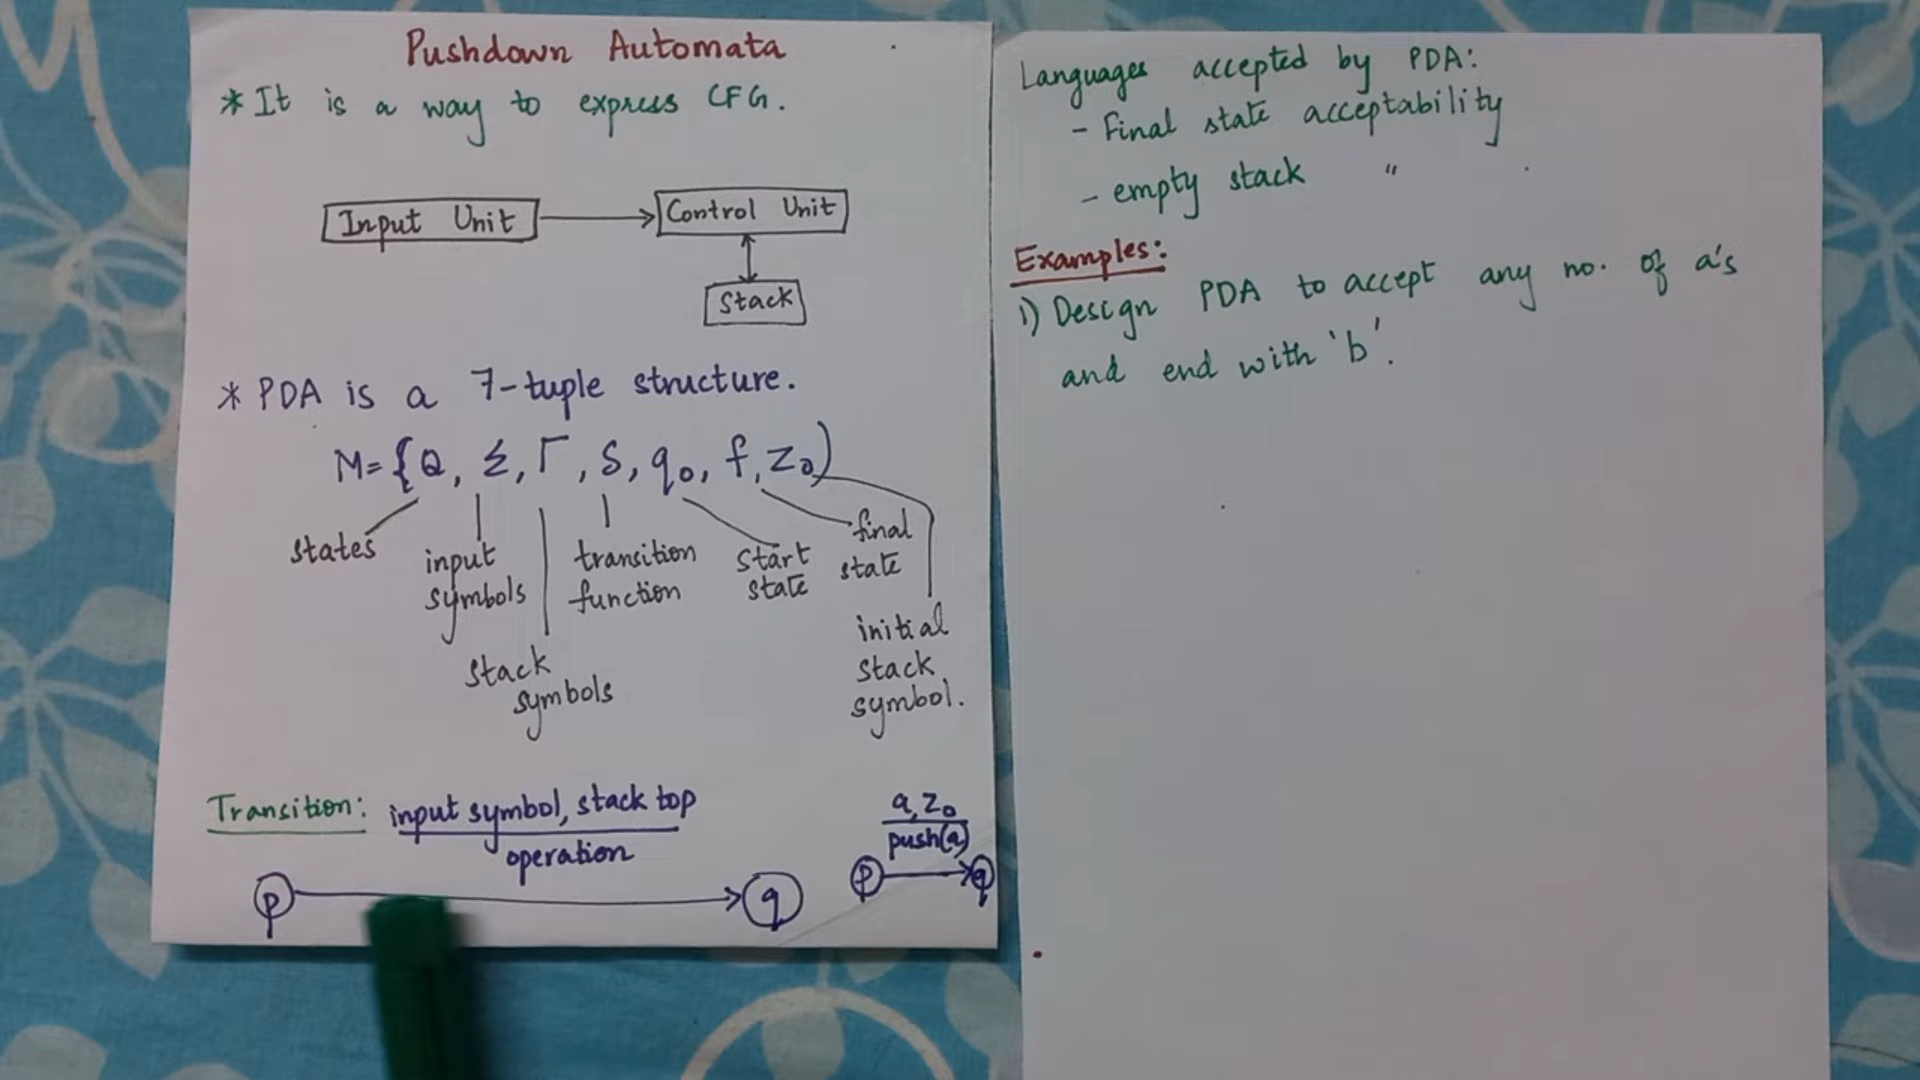 Pushdown Automata
* It is a way to express CFG.
Input Unit
Control Unit
Stack
* PDA is a 7-tuple structure.
M={Q, Σ, Γ, δ, q0, f, Z0)
states
input symbols
stack symbols
transition function
start state
final state
initial stack symbol.
Transition: input symbol, stack top
operation
p
q
a, Z0
push(a)
p
q
Languages accepted by PDA:
- Final state acceptability
- empty stack "
Examples:
1) Design PDA to accept any no. of a's
and end with 'b'.